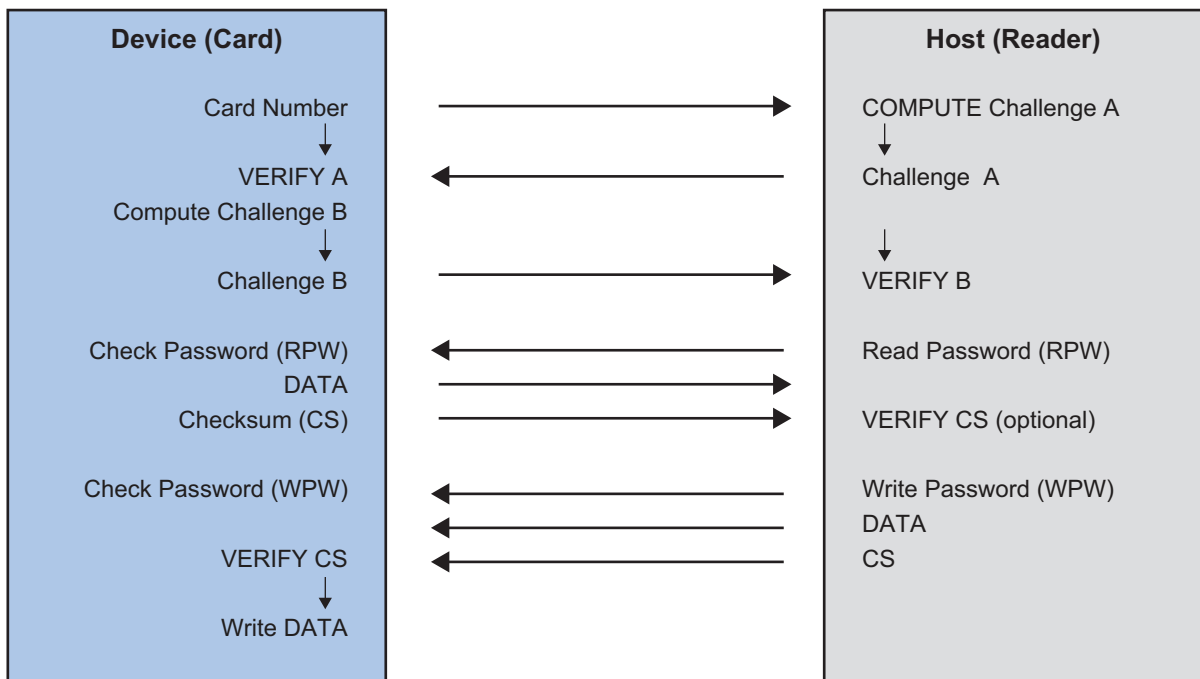 Device (Card)
Host (Reader)
Card Number
COMPUTE Challenge A
VERIFY A
Challenge A
Compute Challenge B
Challenge B
VERIFY B
Check Password (RPW)
Read Password (RPW)
DATA
Checksum (CS)
VERIFY CS (optional)
Check Password (WPW)
Write Password (WPW)
DATA
VERIFY CS
CS
Write DATA